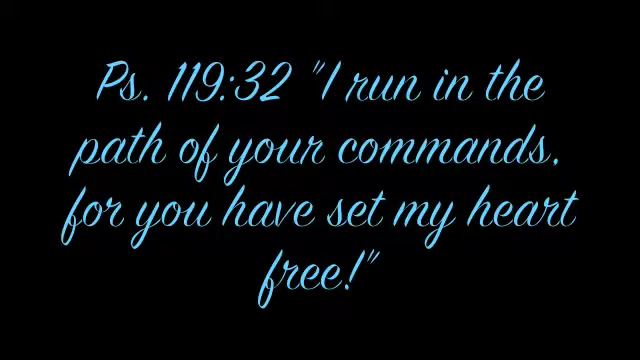 Ps. 119:32 "I run in the
path of your commands,
for you have set my heart
free!"